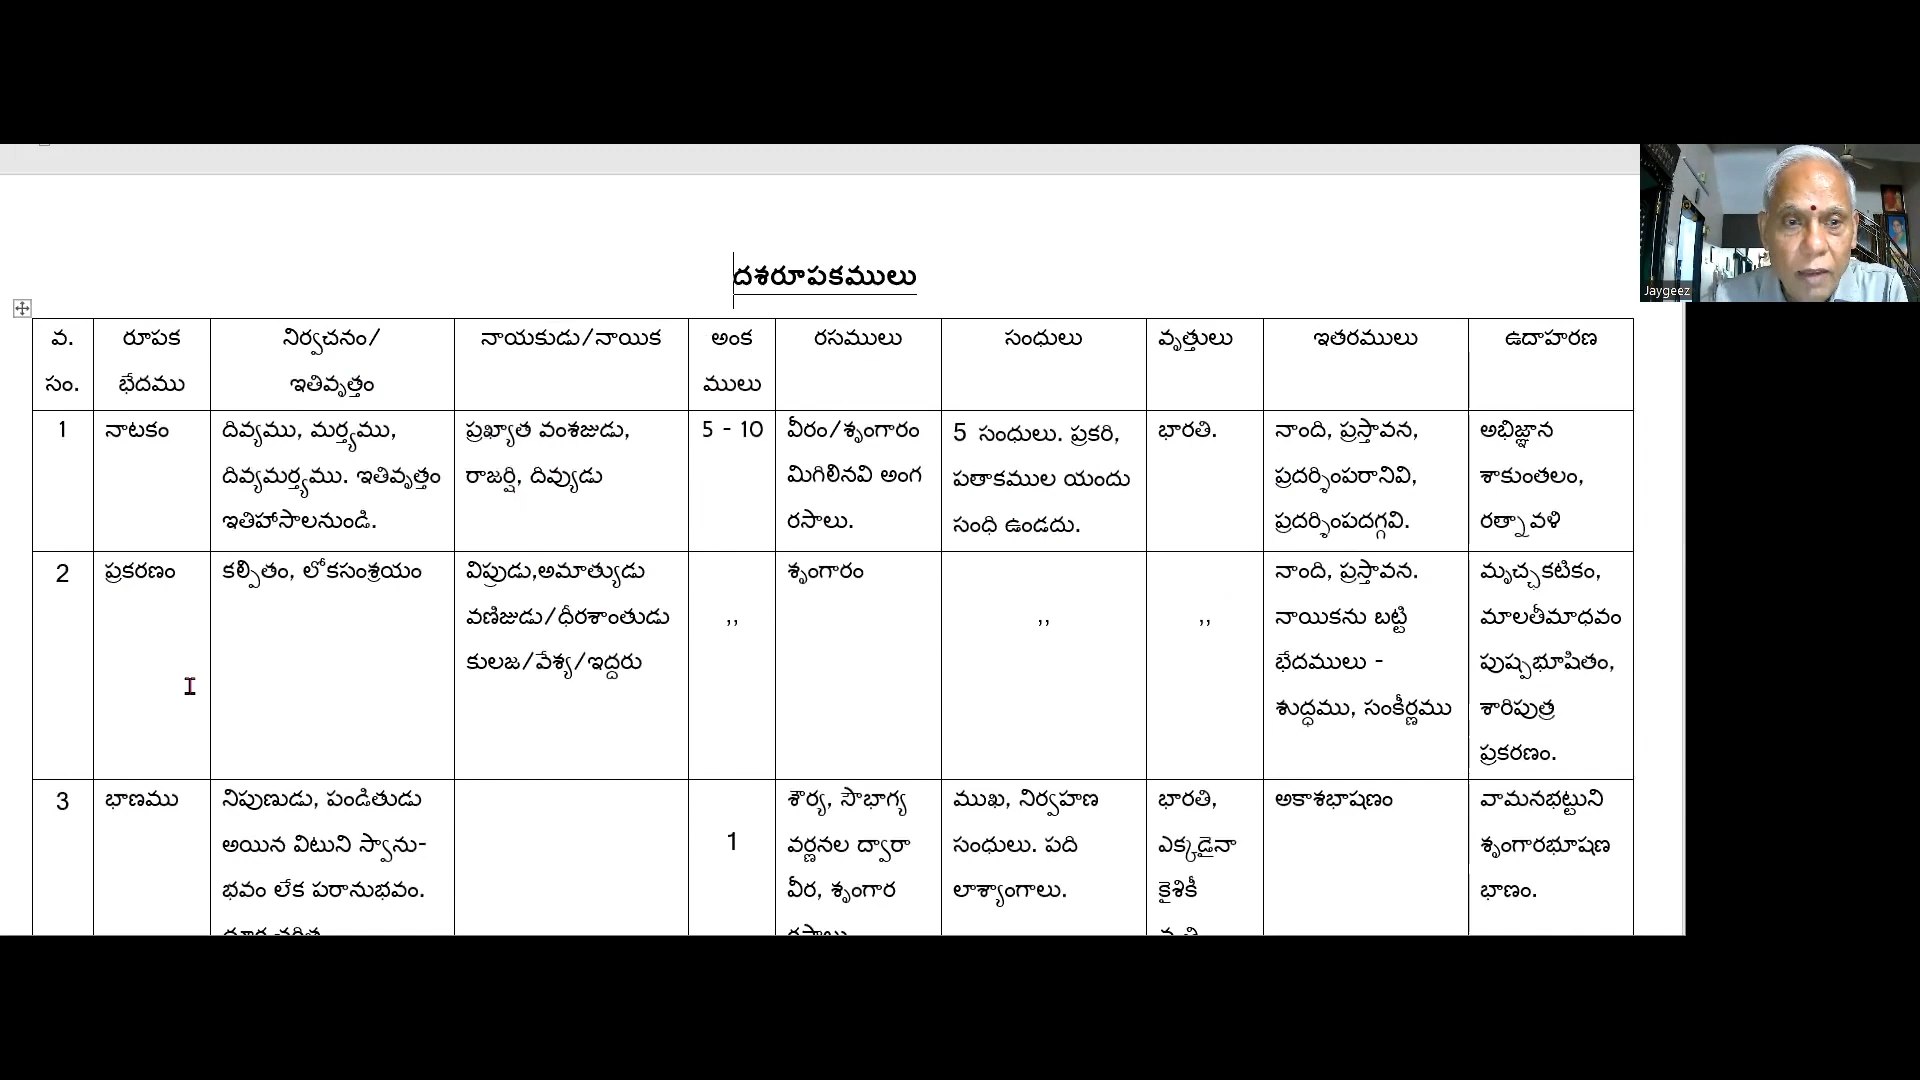 దశరూపకములు
Jaygeez
వ.
సం.
రూపక
భేదము
నిర్వచనం/
ఇతివృత్తం
నాయకుడు/నాయిక
అంక
ములు
రసములు
సంధులు
వృత్తులు
ఇతరములు
ఉదాహరణ
1
నాటకం
దివ్యము, మర్త్యము,
దివ్యమర్త్యము. ఇతివృత్తం
ఇతిహాసాలనుండి.
ప్రఖ్యాత వంశజుడు,
రాజర్షి, దివ్యుడు
5 - 10
వీరం/శృంగారం
మిగిలినవి అంగ
రసాలు.
5 సంధులు. ప్రకరి,
పతాకముల యందు
సంధి ఉండదు.
భారతి.
నాంది, ప్రస్తావన,
ప్రదర్శింపరానివి,
ప్రదర్శింపదగ్గవి.
అభిజ్ఞాన
శాకుంతలం,
రత్నావళి
2
ప్రకరణం
కల్పితం, లోకసంశ్రయం
విప్రుడు,అమాత్యుడు
వణిజుడు/ధీరశాంతుడు
కులజ/వేశ్య/ఇద్దరు
,,
శృంగారం
,,
,,
నాంది, ప్రస్తావన.
నాయికను బట్టి
భేదములు -
శుద్ధము, సంకీర్ణము
మృచ్ఛకటికం,
మాలతీమాధవం
పుష్పభూషితం,
శారిపుత్ర
ప్రకరణం.
3
భాణము
నిపుణుడు, పండితుడు
అయిన విటుని స్వాను-
భవం లేక పరానుభవం.
1
శౌర్య, సౌభాగ్య
వర్ణనల ద్వారా
వీర, శృంగార
ముఖ, నిర్వహణ
సంధులు. పది
లాశ్యాంగాలు.
భారతి,
ఎక్కడైనా
కైశికీ
అకాశభాషణం
వామనభట్టుని
శృంగారభూషణ
భాణం.